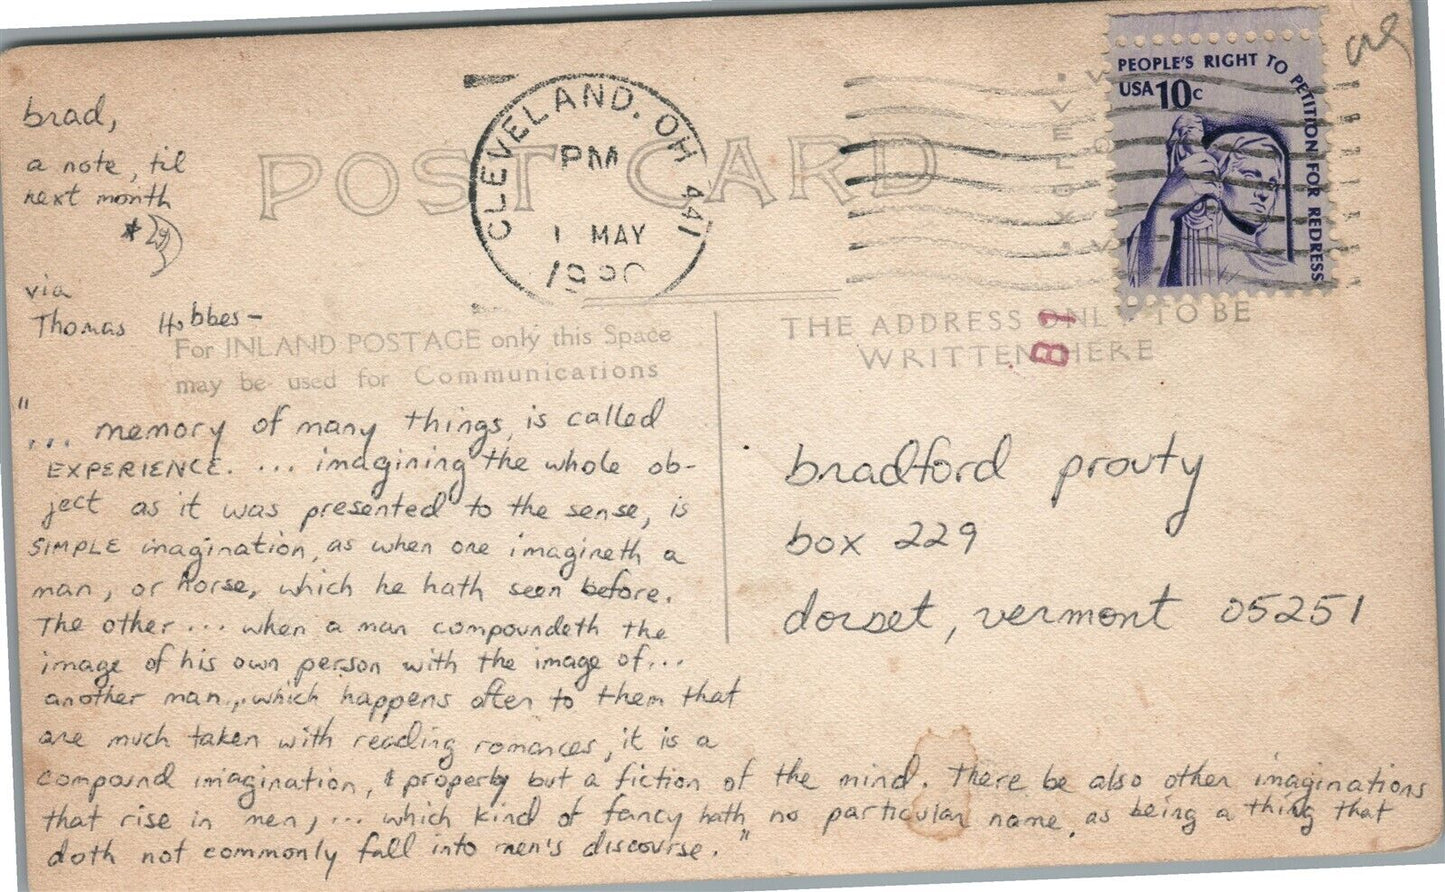 brad,
a note, til
next month
via
Thomas Hobbes—
"... memory of many things, is called
EXPERIENCE. ... imagining the whole ob-
ject as it was presented to the sense, is
SIMPLE imagination, as when one imagineth a
man, or horse, which he hath seen before.
The other ... when a man compoundeth the
image of his own person with the image of...
another man,.. which happens often to them that
are much taken with reading romances, it is a
compound imagination, & properly but a fiction of the mind. There be also other imaginations
that rise in men, ... which kind of fancy hath no particular name, as being a thing that
doth not commonly fall into men's discourse."
POST CARD
CLEVELAND, OH 441
PM
1 MAY
PEOPLE'S RIGHT TO PETITION FOR REDRESS
USA 10c
For INLAND POSTAGE only this Space
may be used for Communications
THE ADDRESS ONLY TO BE
WRITTEN HERE
B1
bradford prouty
box 229
dorset, vermont 05251